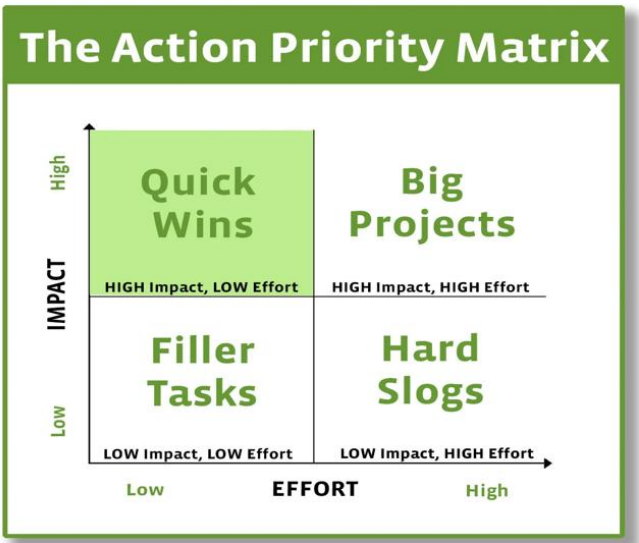 The Action Priority Matrix
High
Quick
Wins
HIGH Impact, LOW Effort
Big
Projects
HIGH Impact, HIGH Effort
IMPACT
Filler
Tasks
LOW Impact, LOW Effort
Hard
Slogs
LOW Impact, HIGH Effort
Low
Low
EFFORT
High